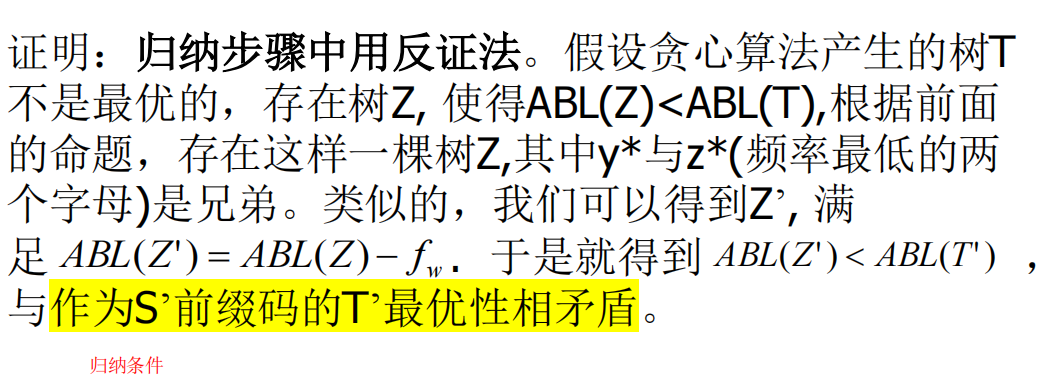 证明：归纳步骤中用反证法。假设贪心算法产生的树T
不是最优的，存在树Z, 使得ABL(Z)<ABL(T),根据前面
的命题，存在这样一棵树Z,其中y*与z*(频率最低的两
个字母)是兄弟。类似的，我们可以得到Z’, 满
足 ABL(Z') = ABL(Z) − f_w . 于是就得到 ABL(Z') < ABL(T') ，
与作为S’前缀码的T’最优性相矛盾。
归纳条件